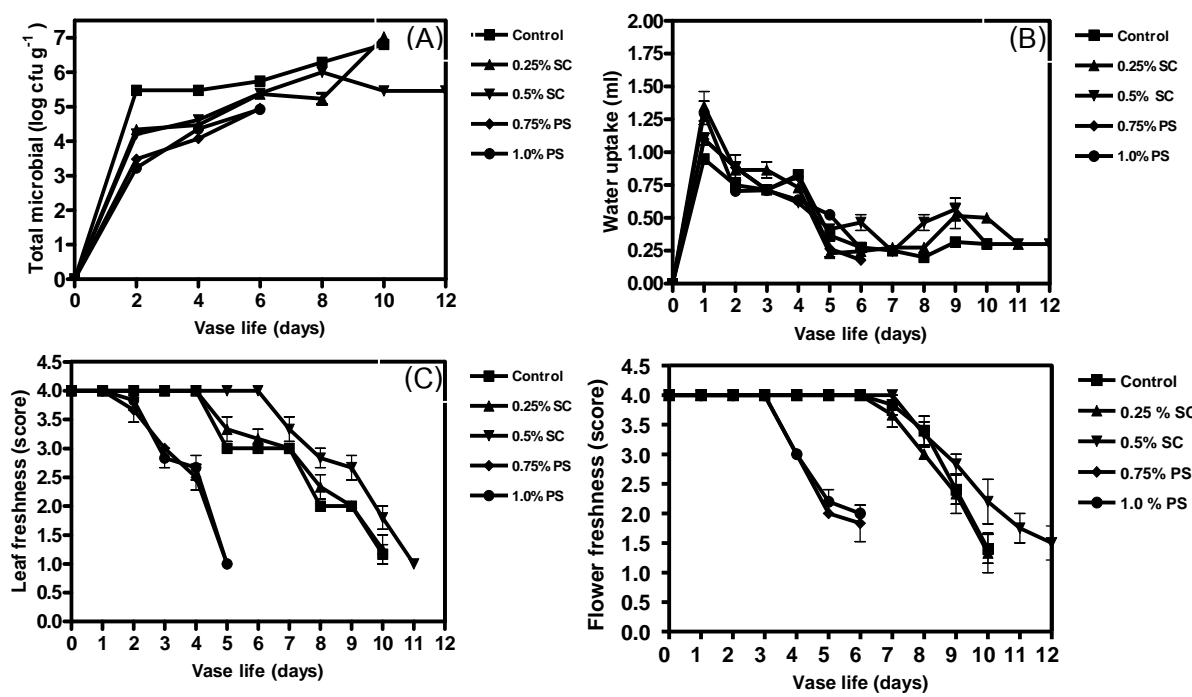 (A)
Total microbial (log cfu g-1)
7
6
5
4
3
2
1
0
0 2 4 6 8 10 12
Vase life (days)
Control
0.25% SC
0.5% SC
0.75% PS
1.0% PS
(B)
Water uptake (ml)
2.00
1.75
1.50
1.25
1.00
0.75
0.50
0.25
0.00
0 1 2 3 4 5 6 7 8 9 10 11 12
Vase life (days)
Control
0.25% SC
0.5% SC
0.75% PS
1.0% PS
(C)
Leaf freshness (score)
4.5
4.0
3.5
3.0
2.5
2.0
1.5
1.0
0.5
0.0
0 1 2 3 4 5 6 7 8 9 10 11 12
Vase life (days)
Control
0.25% SC
0.5% SC
0.75% PS
1.0% PS
Flower freshness (score)
4.5
4.0
3.5
3.0
2.5
2.0
1.5
1.0
0.5
0.0
0 1 2 3 4 5 6 7 8 9 10 11 12
Vase life (days)
Control
0.25 % SC
0.5% SC
0.75% PS
1.0 % PS